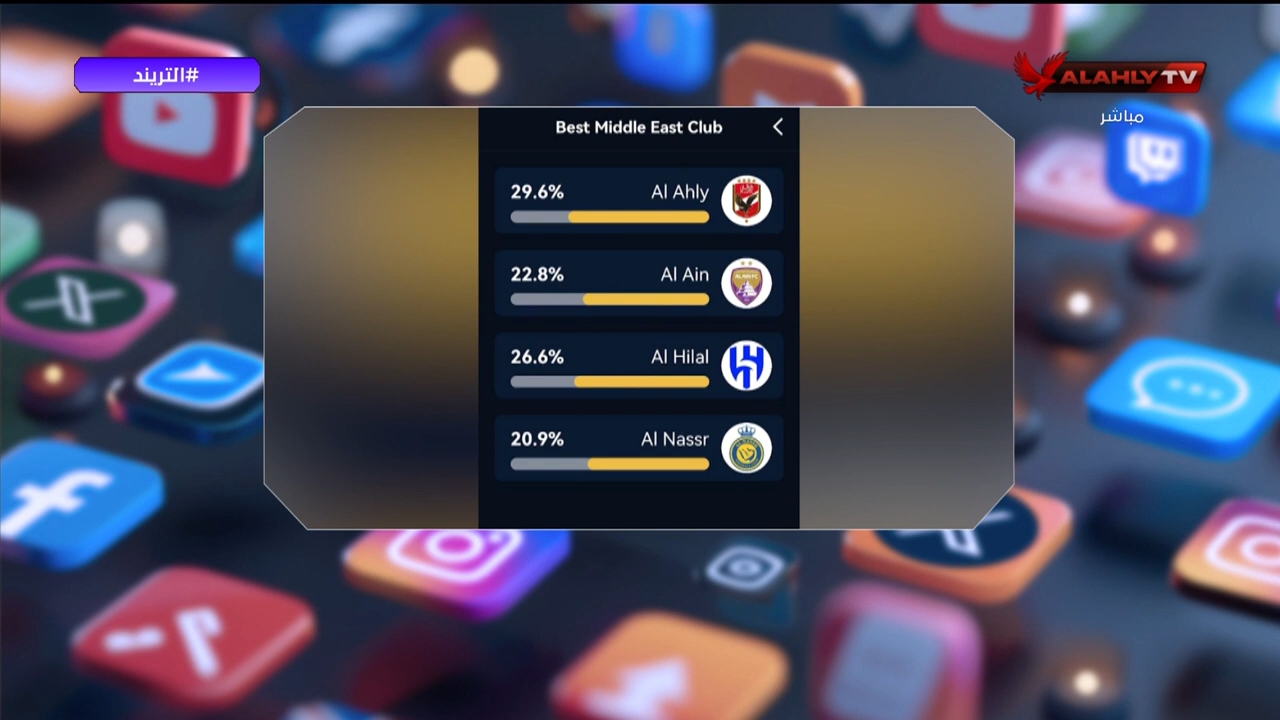 #التريند
ALAHLY TV
مباشر
Best Middle East Club
29.6% Al Ahly
22.8% Al Ain
26.6% Al Hilal
20.9% Al Nassr